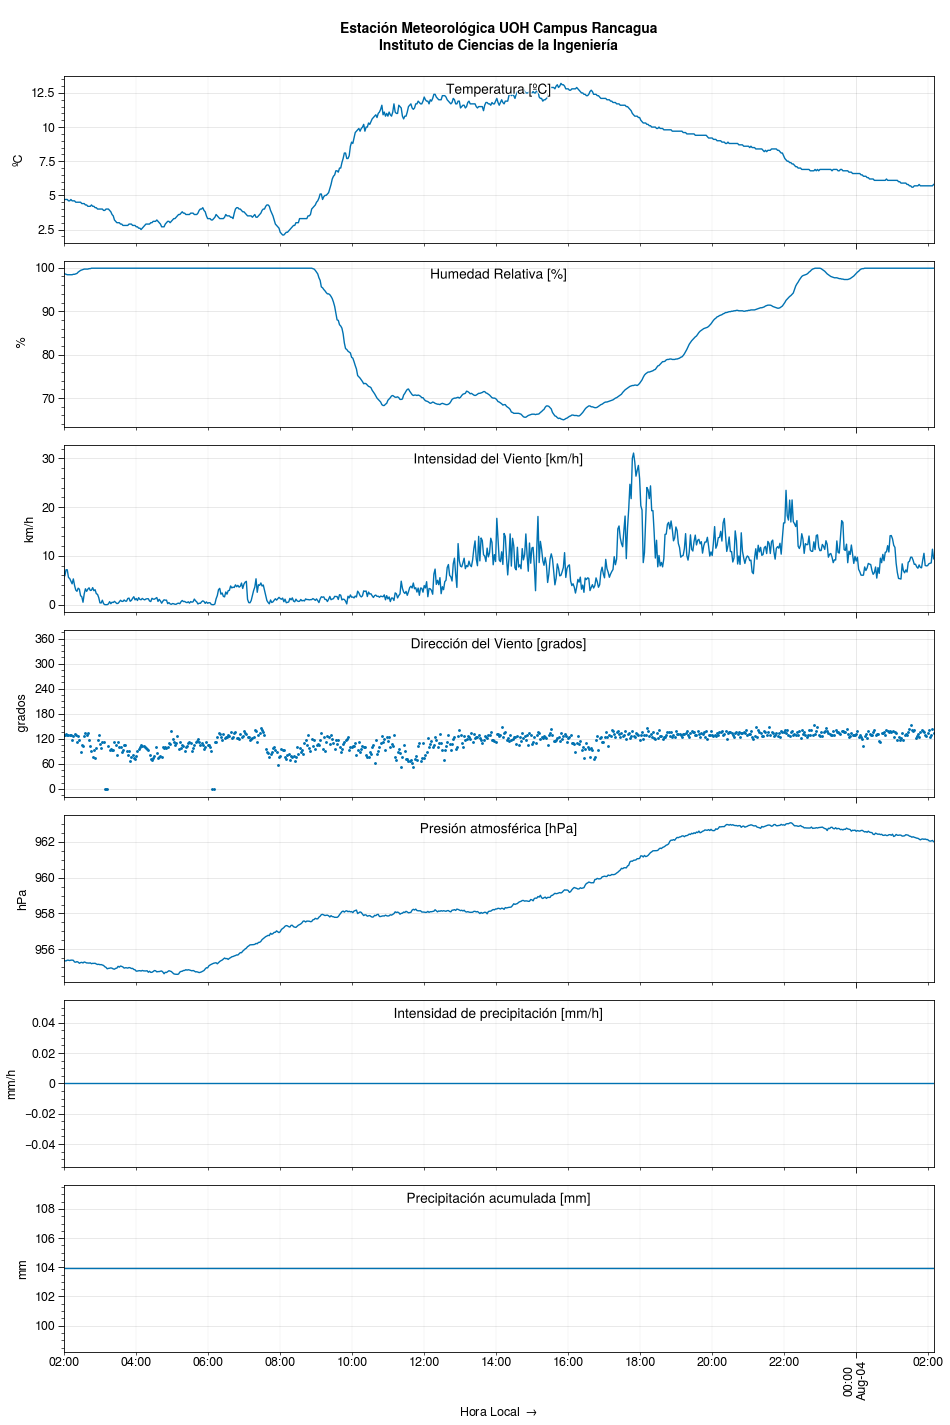 Estación Meteorológica UOH Campus Rancagua
Instituto de Ciencias de la Ingeniería
Temperatura [ºC]
ºC
12.5
10
7.5
5
2.5
Humedad Relativa [%]
%
100
90
80
70
Intensidad del Viento [km/h]
km/h
30
20
10
0
Dirección del Viento [grados]
grados
360
300
240
180
120
60
0
Presión atmosférica [hPa]
hPa
962
960
958
956
Intensidad de precipitación [mm/h]
mm/h
0.04
0.02
0
−0.02
−0.04
Precipitación acumulada [mm]
mm
108
106
104
102
100
02:00 04:00 06:00 08:00 10:00 12:00 14:00 16:00 18:00 20:00 22:00 00:00 02:00
Aug-04
Hora Local →